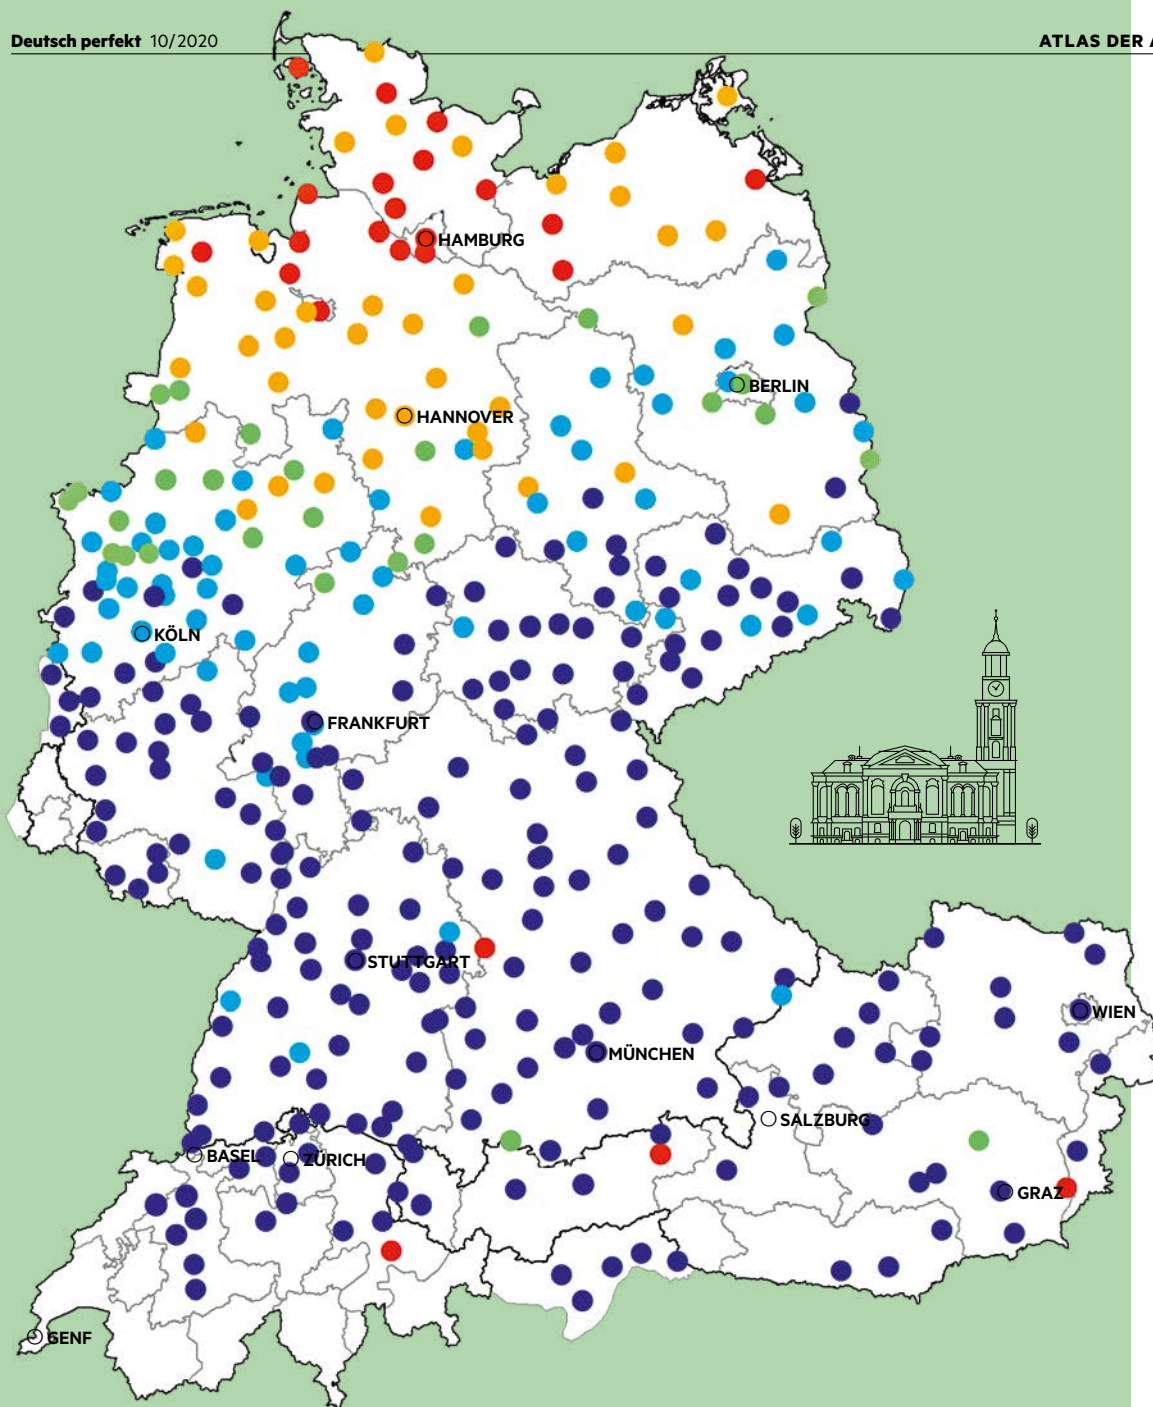 Deutsch perfekt 10/2020
ATLAS DER A
HAMBURG
BERLIN
HANNOVER
KÖLN
FRANKFURT
STUTTGART
WIEN
MÜNCHEN
SALZBURG
BASEL
ZÜRICH
GRAZ
GENF